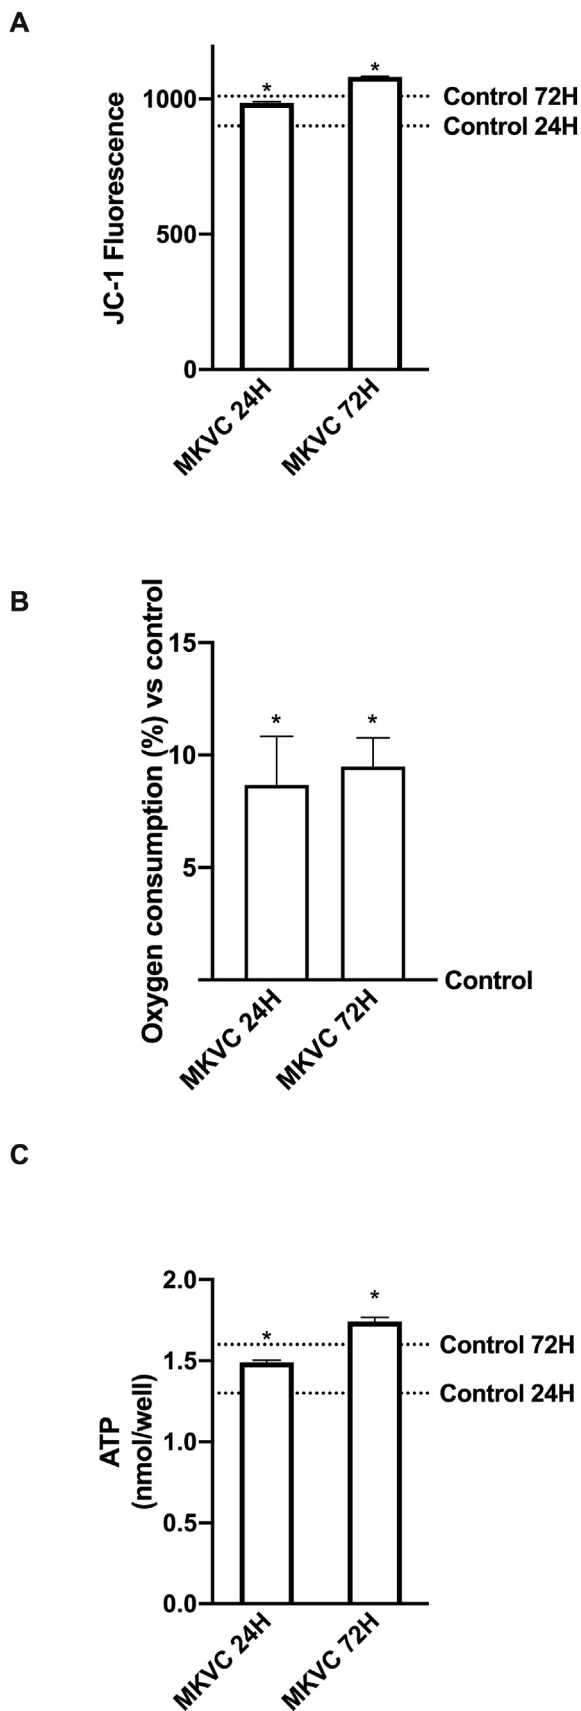 A
JC-1 Fluorescence
1000
500
0
*
*
Control 72H
Control 24H
MKVC 24H
MKVC 72H
B
Oxygen consumption (%) vs control
15
10
5
*
*
Control
MKVC 24H
MKVC 72H
C
ATP
(nmol/well)
2.0
1.5
1.0
0.5
0.0
*
*
Control 72H
Control 24H
MKVC 24H
MKVC 72H